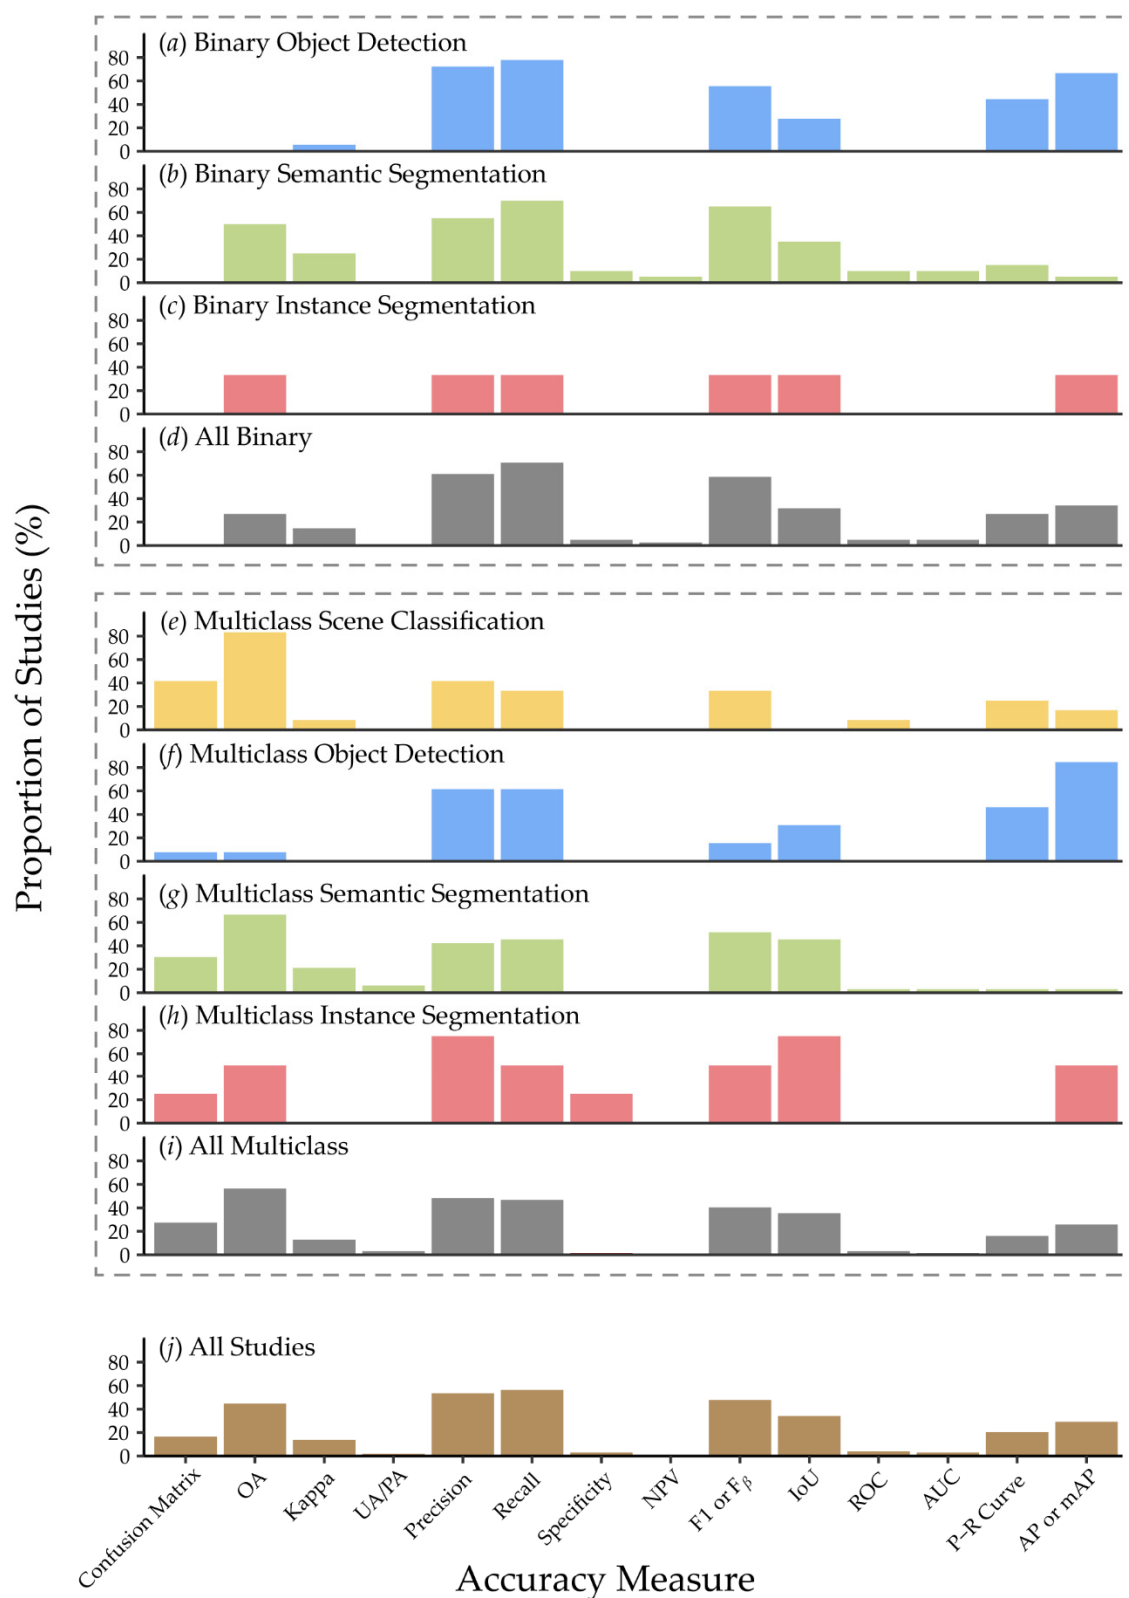 Proportion of Studies (%)
(a) Binary Object Detection
80
60
40
20
0
(b) Binary Semantic Segmentation
80
60
40
20
0
(c) Binary Instance Segmentation
80
60
40
20
0
(d) All Binary
80
60
40
20
0
(e) Multiclass Scene Classification
80
60
40
20
0
(f) Multiclass Object Detection
80
60
40
20
0
(g) Multiclass Semantic Segmentation
80
60
40
20
0
(h) Multiclass Instance Segmentation
80
60
40
20
0
(i) All Multiclass
80
60
40
20
0
(j) All Studies
80
60
40
20
0
Confusion Matrix
OA
Kappa
UA/PA
Precision
Recall
Specificity
NPV
F1 or Fβ
IoU
ROC
AUC
P–R Curve
AP or mAP
Accuracy Measure